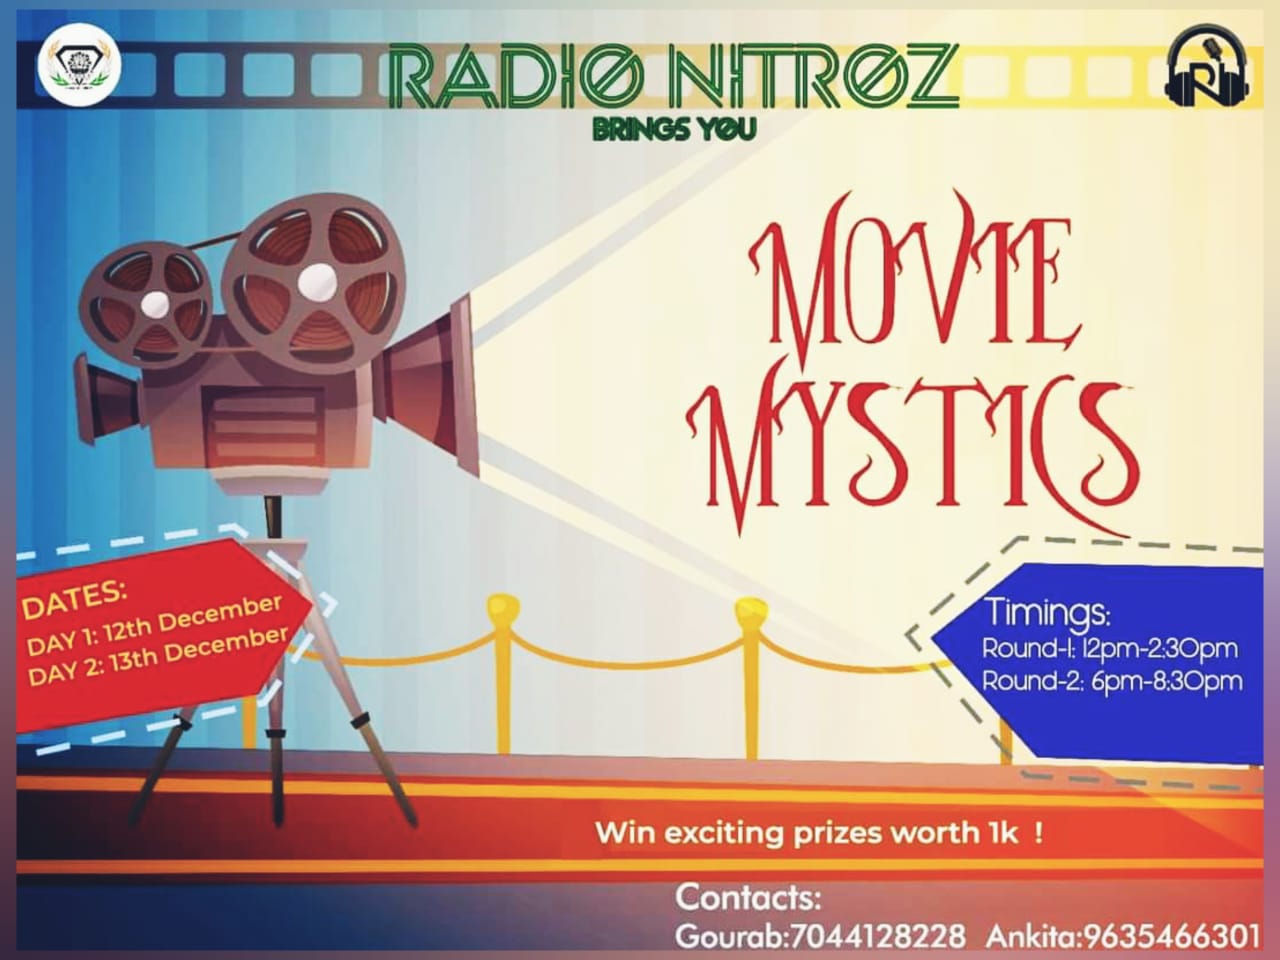 RADIO NITROZ
BRINGS YOU
MOVIE
MYSTICS
DATES:
DAY 1: 12th December
DAY 2: 13th December
Timings:
Round-1: 12pm-2:30pm
Round-2: 6pm-8:30pm
Win exciting prizes worth 1k !
Contacts:
Gourab:7044128228 Ankita:9635466301